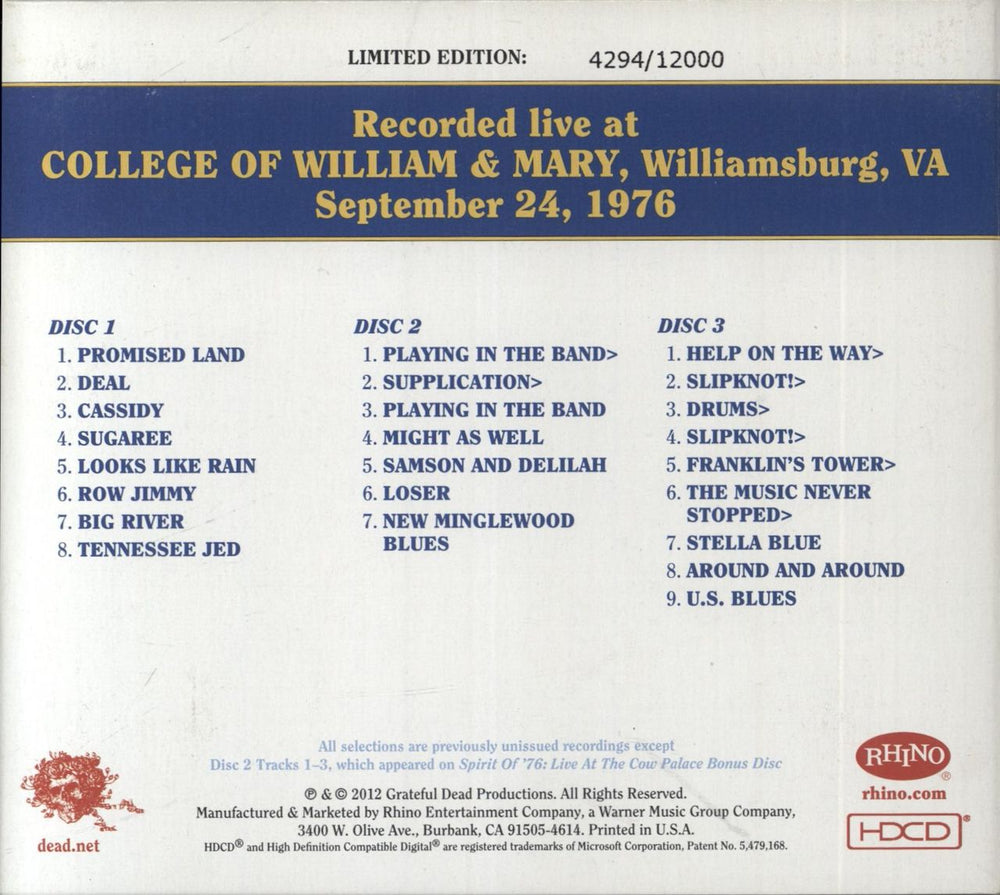 LIMITED EDITION: 4294/12000
Recorded live at
COLLEGE OF WILLIAM & MARY, Williamsburg, VA
September 24, 1976
DISC 1
1. PROMISED LAND
2. DEAL
3. CASSIDY
4. SUGAREE
5. LOOKS LIKE RAIN
6. ROW JIMMY
7. BIG RIVER
8. TENNESSEE JED
DISC 2
1. PLAYING IN THE BAND>
2. SUPPLICATION>
3. PLAYING IN THE BAND
4. MIGHT AS WELL
5. SAMSON AND DELILAH
6. LOSER
7. NEW MINGLEWOOD
BLUES
DISC 3
1. HELP ON THE WAY>
2. SLIPKNOT!>
3. DRUMS>
4. SLIPKNOT!>
5. FRANKLIN'S TOWER>
6. THE MUSIC NEVER
STOPPED>
7. STELLA BLUE
8. AROUND AND AROUND
9. U.S. BLUES
All selections are previously unissued recordings except
Disc 2 Tracks 1–3, which appeared on Spirit Of '76: Live At The Cow Palace Bonus Disc
℗ & © 2012 Grateful Dead Productions. All Rights Reserved.
Manufactured & Marketed by Rhino Entertainment Company, a Warner Music Group Company,
3400 W. Olive Ave., Burbank, CA 91505-4614. Printed in U.S.A.
HDCD® and High Definition Compatible Digital® are registered trademarks of Microsoft Corporation, Patent No. 5,479,168.
dead.net
RHINO®
rhino.com
HDCD®